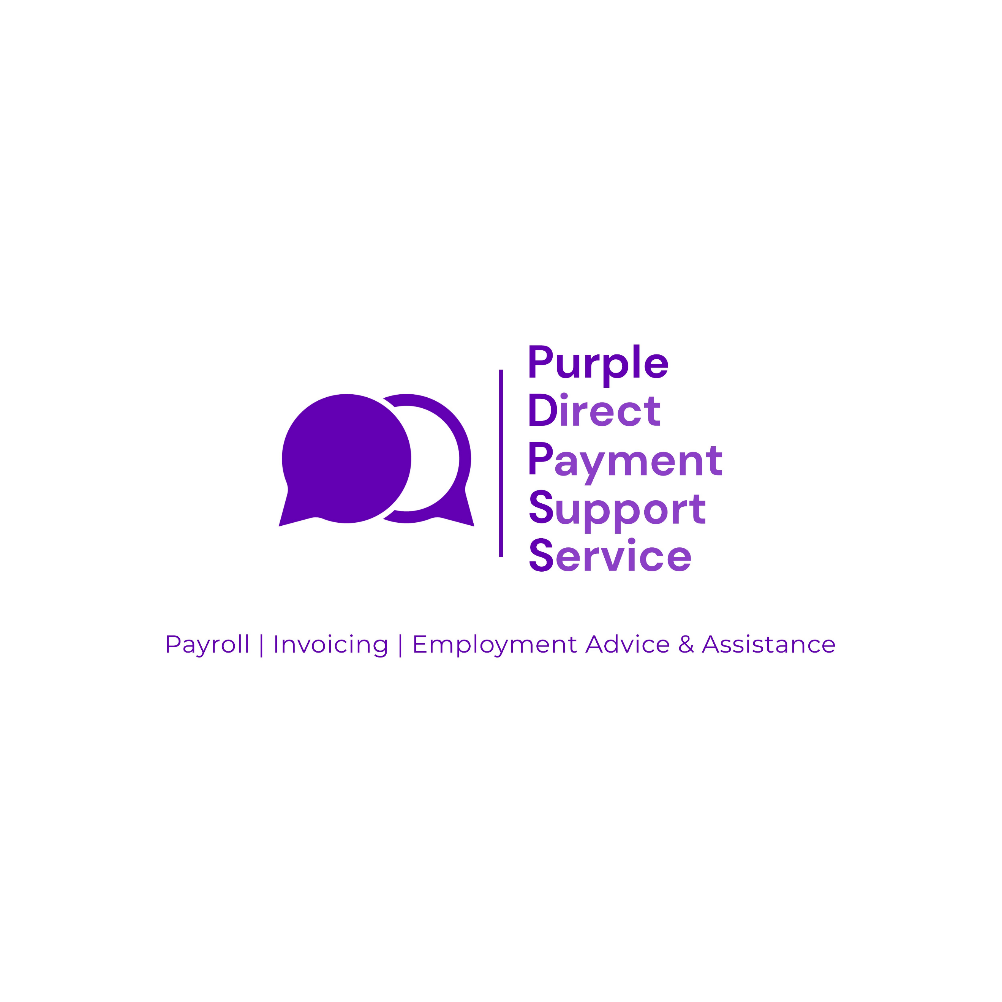 Purple
Direct
Payment
Support
Service
Payroll | Invoicing | Employment Advice & Assistance